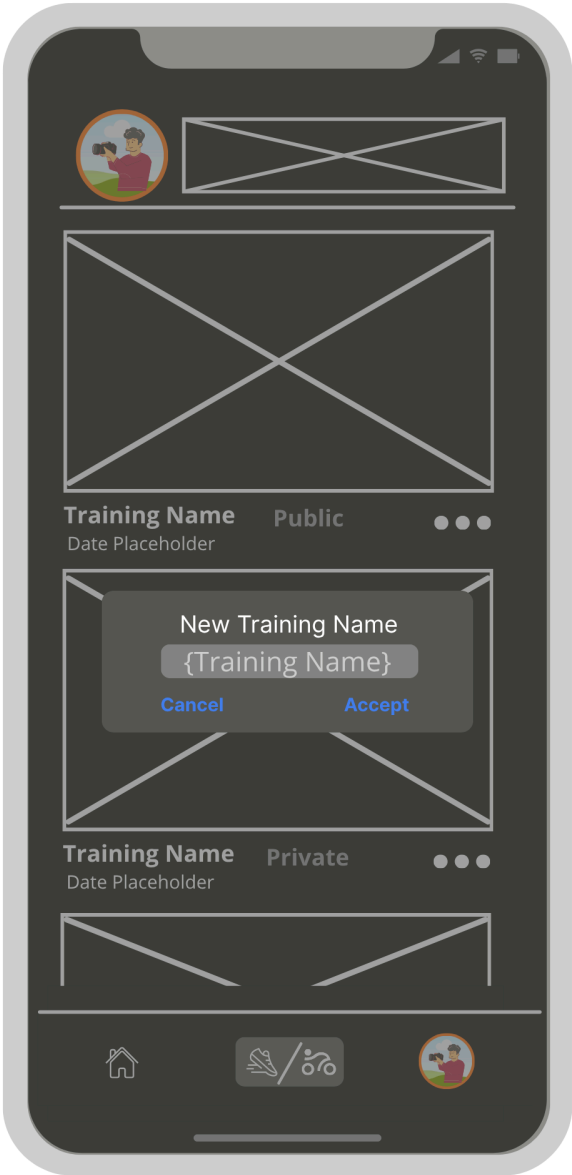 Training Name Public
Date Placeholder
New Training Name
{Training Name}
Cancel Accept
Training Name Private
Date Placeholder